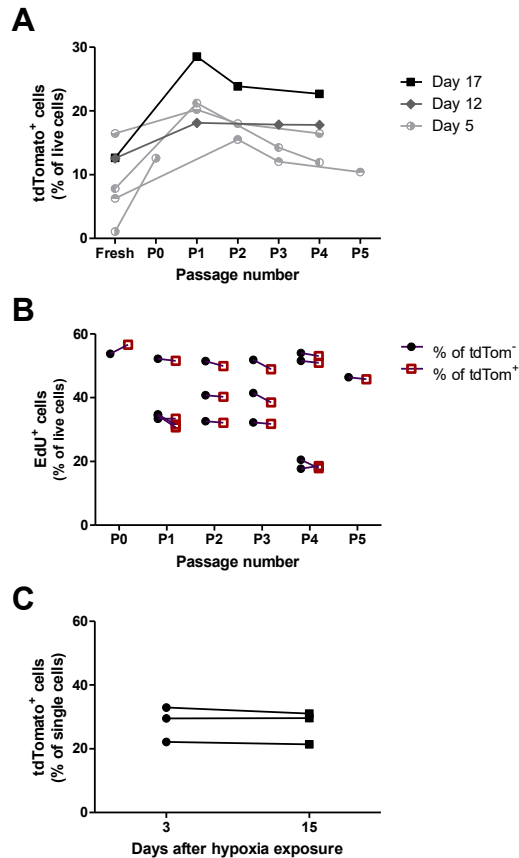 A
tdTomato⁺ cells
(% of live cells)
30
20
10
0
Fresh P0 P1 P2 P3 P4 P5
Passage number
Day 17
Day 12
Day 5
B
EdU⁺ cells
(% of live cells)
60
40
20
0
P0 P1 P2 P3 P4 P5
Passage number
% of tdTom⁻
% of tdTom⁺
C
tdTomato⁺ cells
(% of single cells)
60
40
20
0
3 15
Days after hypoxia exposure